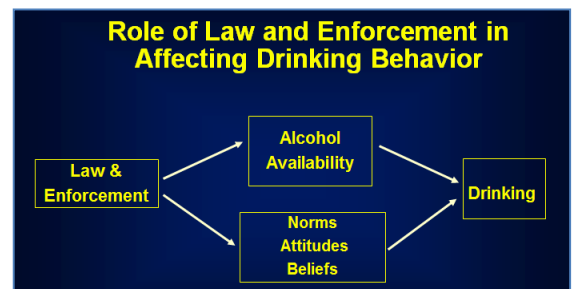 Role of Law and Enforcement in
Affecting Drinking Behavior
Law &
Enforcement
Alcohol
Availability
Norms
Attitudes
Beliefs
Drinking